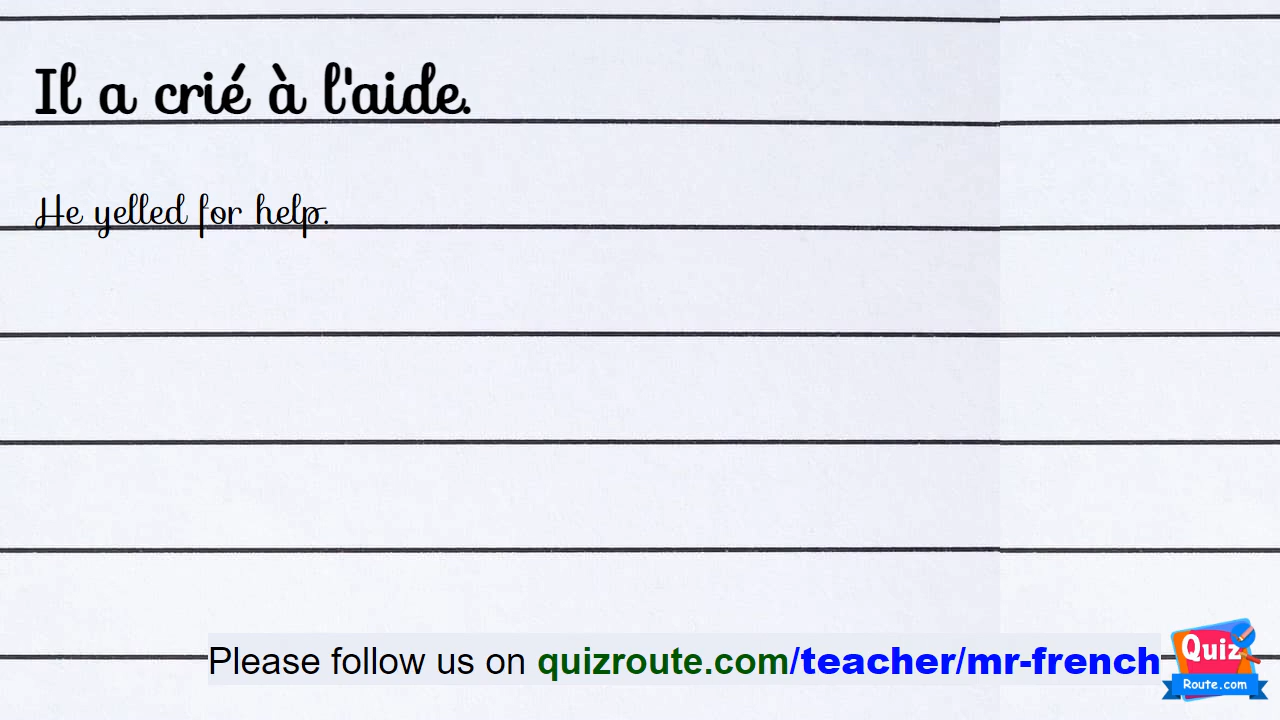 Il a crié à l'aide.
He yelled for help.
Please follow us on quizroute.com/teacher/mr-french
Quiz
Route.com